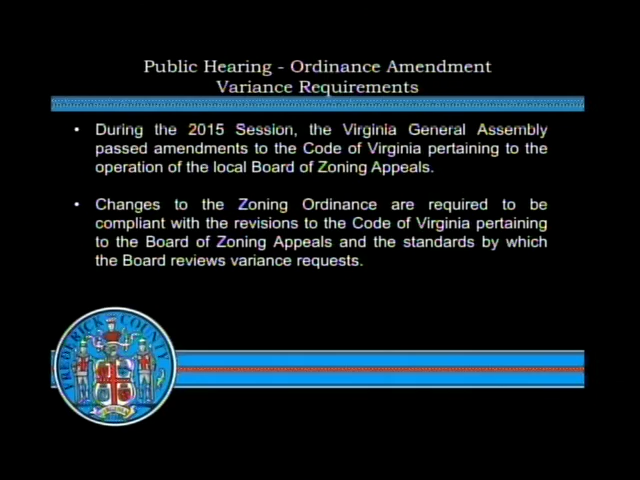 Public Hearing - Ordinance Amendment
Variance Requirements
• During the 2015 Session, the Virginia General Assembly
passed amendments to the Code of Virginia pertaining to the
operation of the local Board of Zoning Appeals.
• Changes to the Zoning Ordinance are required to be
compliant with the revisions to the Code of Virginia pertaining
to the Board of Zoning Appeals and the standards by which
the Board reviews variance requests.
FREDERICK COUNTY